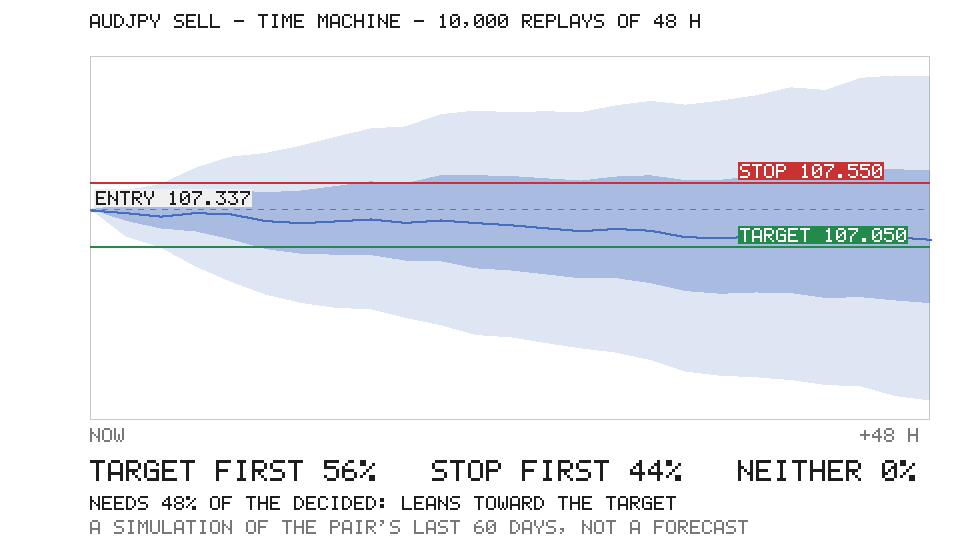 AUDJPY SELL - TIME MACHINE - 10,000 REPLAYS OF 48 H
STOP 107.550
ENTRY 107.337
TARGET 107.050
NOW +48 H
TARGET FIRST 56% STOP FIRST 44% NEITHER 0%
NEEDS 48% OF THE DECIDED: LEANS TOWARD THE TARGET
A SIMULATION OF THE PAIR'S LAST 60 DAYS, NOT A FORECAST